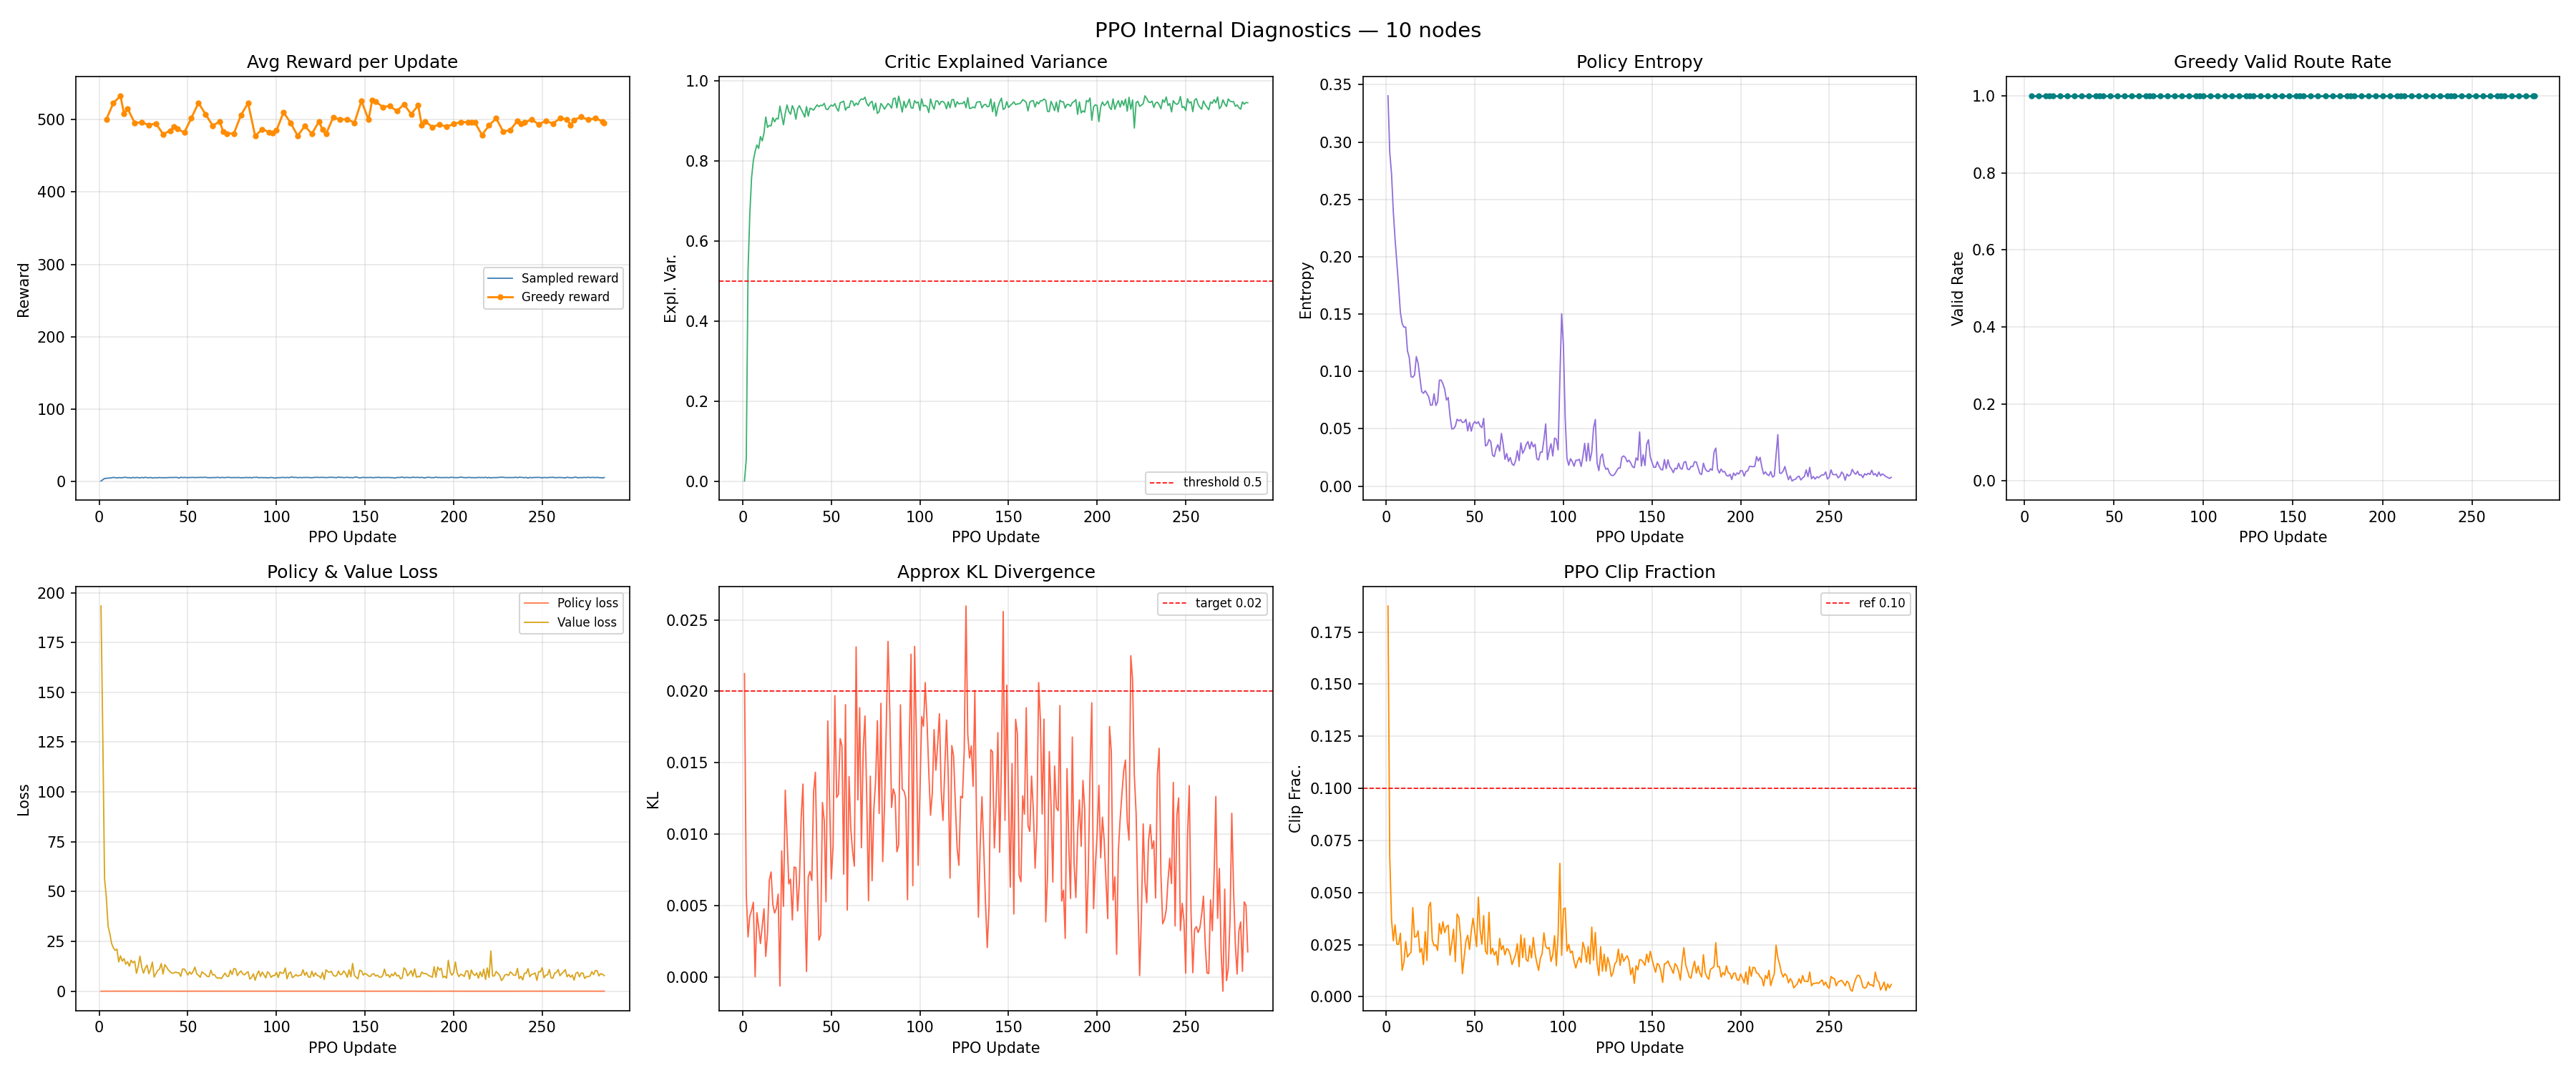 PPO Internal Diagnostics — 10 nodes
Avg Reward per Update
Reward
500
400
300
200
100
0
Sampled reward
Greedy reward
0 50 100 150 200 250
PPO Update
Critic Explained Variance
Expl. Var.
1.0
0.8
0.6
0.4
0.2
0.0
threshold 0.5
0 50 100 150 200 250
PPO Update
Policy Entropy
Entropy
0.35
0.30
0.25
0.20
0.15
0.10
0.05
0.00
0 50 100 150 200 250
PPO Update
Greedy Valid Route Rate
Valid Rate
1.0
0.8
0.6
0.4
0.2
0.0
0 50 100 150 200 250
PPO Update
Policy & Value Loss
Loss
200
175
150
125
100
75
50
25
0
Policy loss
Value loss
0 50 100 150 200 250
PPO Update
Approx KL Divergence
KL
0.025
0.020
0.015
0.010
0.005
0.000
target 0.02
0 50 100 150 200 250
PPO Update
PPO Clip Fraction
Clip Frac.
0.175
0.150
0.125
0.100
0.075
0.050
0.025
0.000
ref 0.10
0 50 100 150 200 250
PPO Update